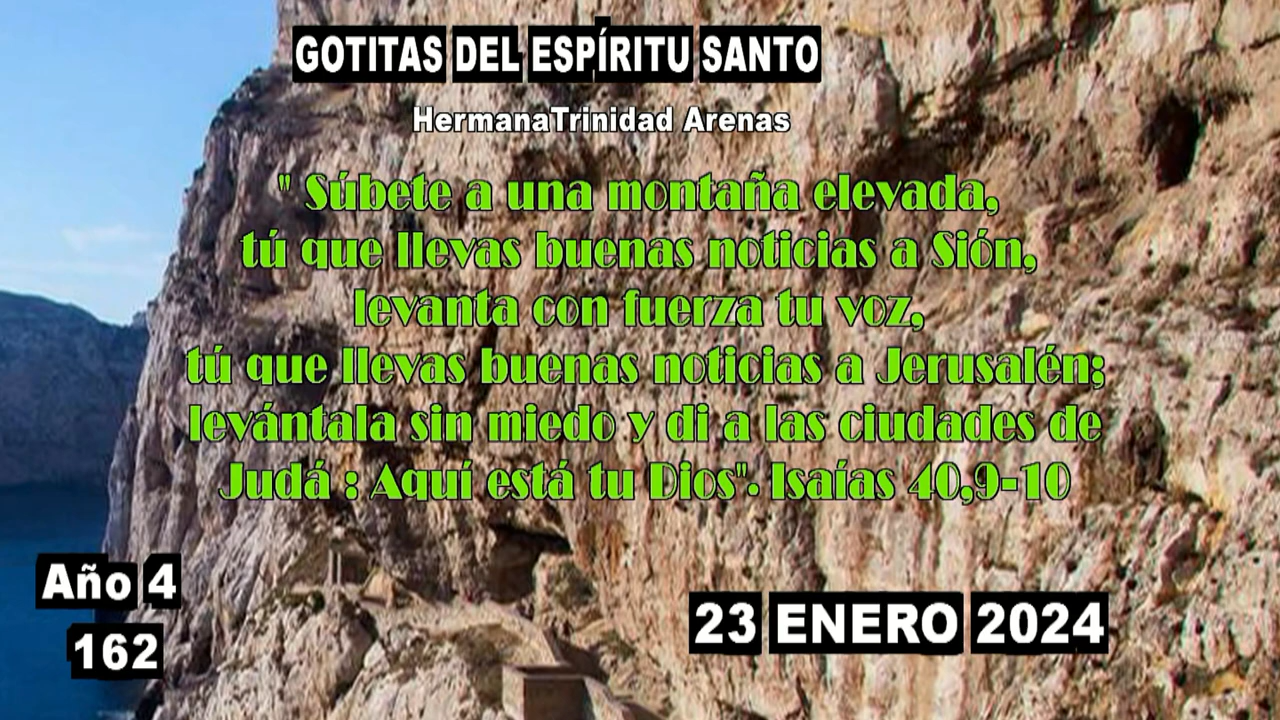 GOTITAS DEL ESPÍRITU SANTO
HermanaTrinidad Arenas
" Súbete a una montaña elevada,
tú que llevas buenas noticias a Sión,
levanta con fuerza tu voz,
tú que llevas buenas noticias a Jerusalén;
levántala sin miedo y di a las ciudades de
Judá : Aquí está tu Dios". Isaías 40,9-10
Año 4
162
23 ENERO 2024